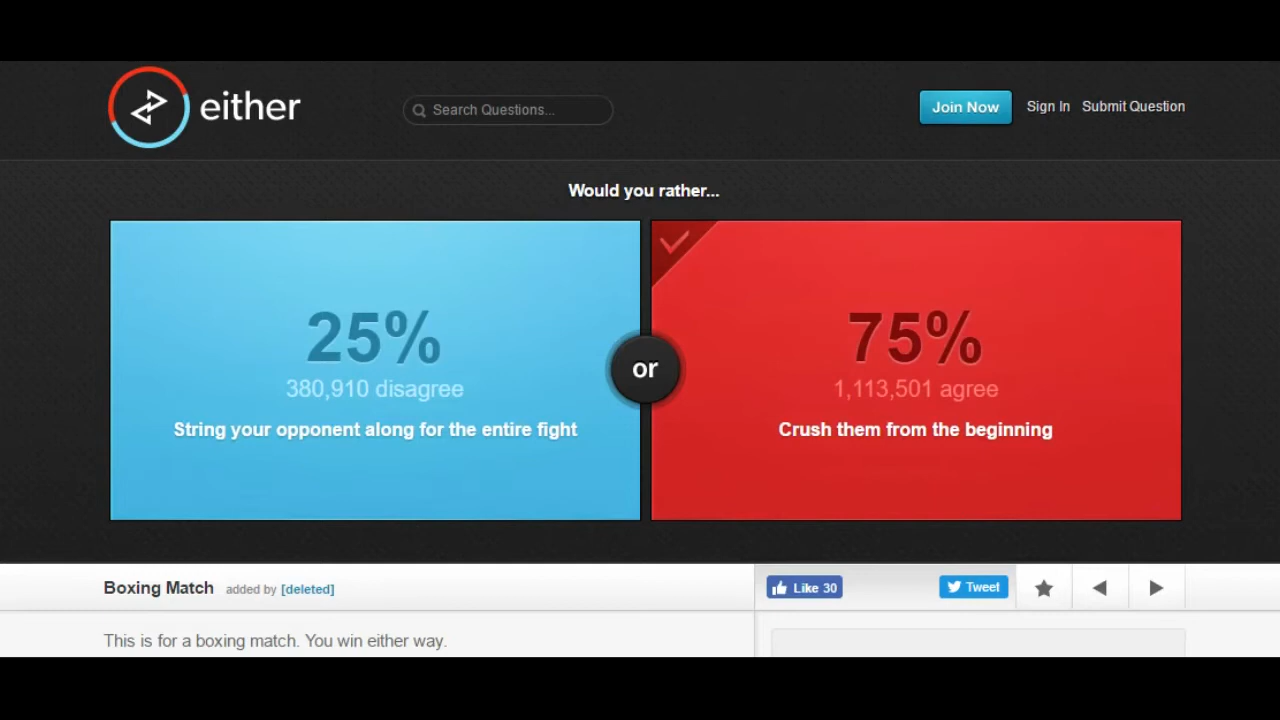 either
Search Questions...
Join Now
Sign In
Submit Question
Would you rather...
25%
380,910 disagree
String your opponent along for the entire fight
or
75%
1,113,501 agree
Crush them from the beginning
Boxing Match added by [deleted]
Like 30
Tweet
This is for a boxing match. You win either way.